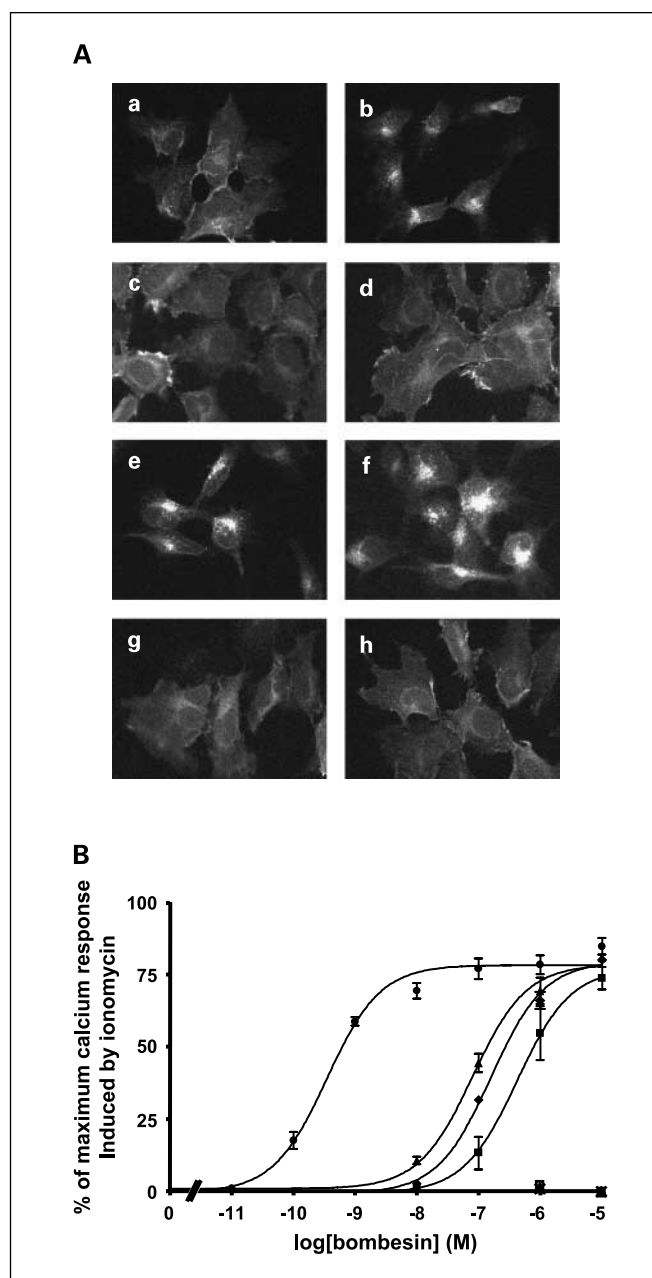 A
a
b
c
d
e
f
g
h
B
% of maximum calcium response
Induced by ionomycin
100
75
50
25
0
0 -11 -10 -9 -8 -7 -6 -5
log[bombesin] (M)